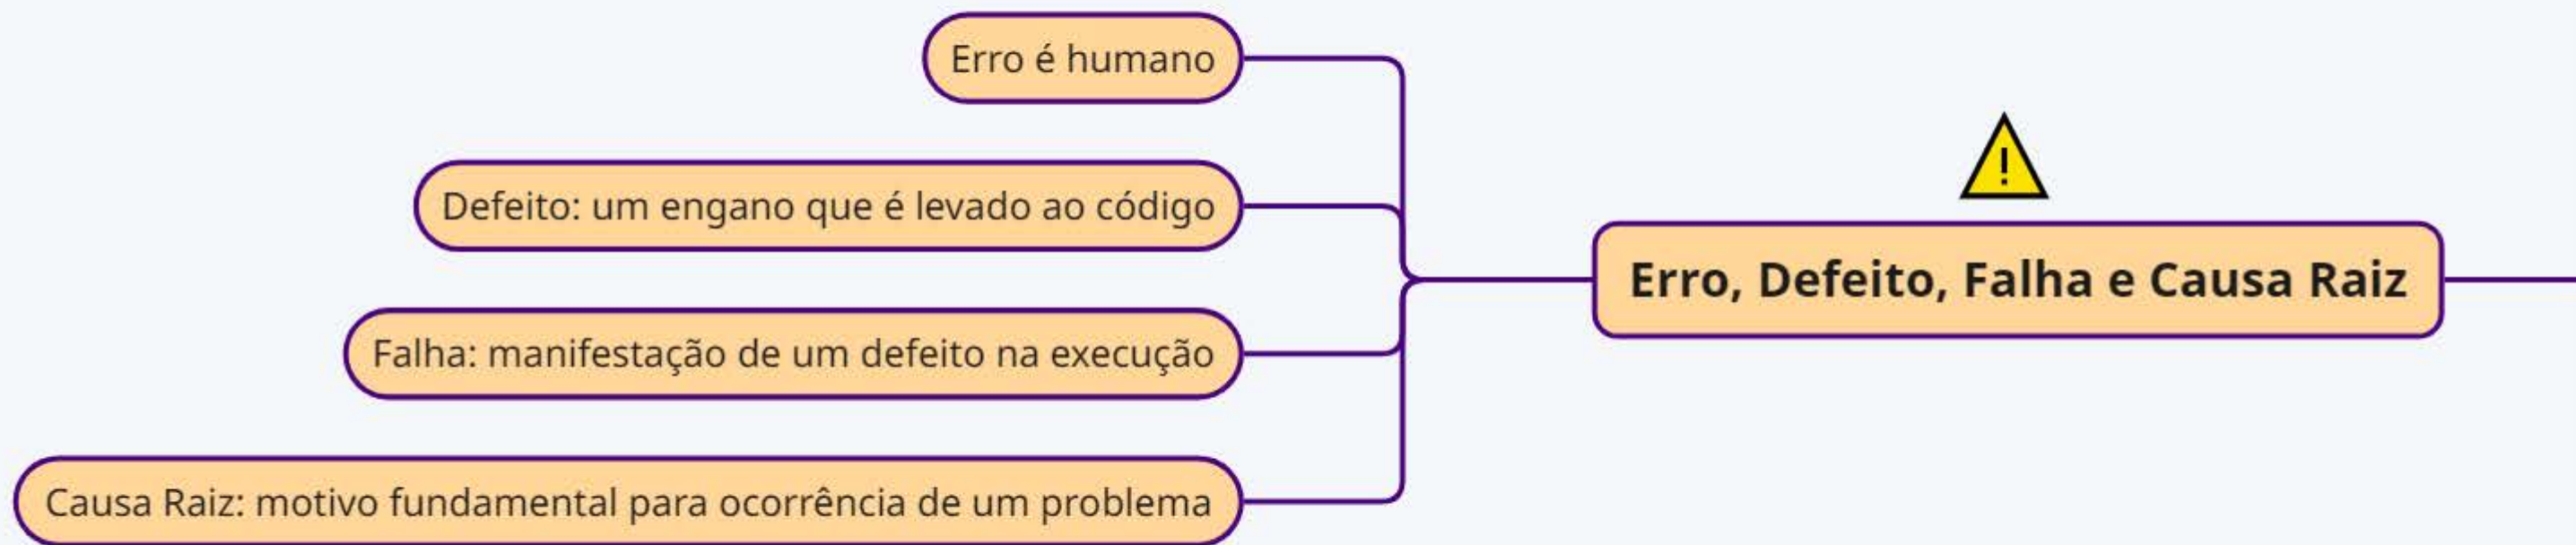 Erro é humano
Defeito: um engano que é levado ao código
Falha: manifestação de um defeito na execução
Causa Raiz: motivo fundamental para ocorrência de um problema
!
Erro, Defeito, Falha e Causa Raiz